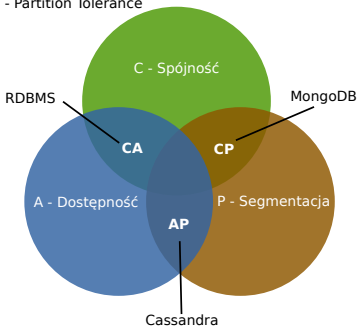 - Partition Tolerance
C - Spójność
RDBMS
MongoDB
CA
CP
A - Dostępność
P - Segmentacja
AP
Cassandra